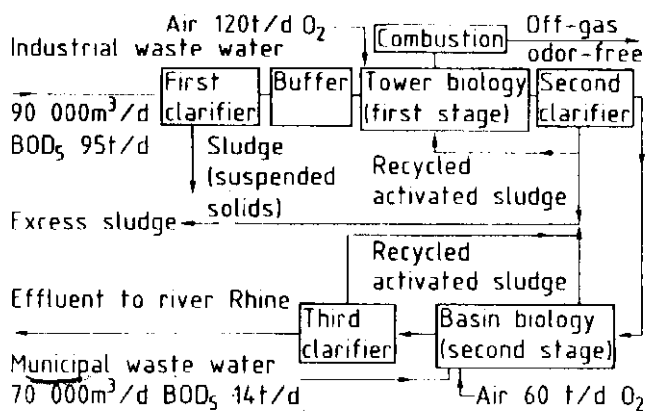 Air 120t/d O₂
Industrial waste water
Combustion
Off-gas
odor-free
First
clarifier
Buffer
Tower biology
(first stage)
Second
clarifier
90 000m³/d
BOD₅ 95t/d
Sludge
(suspended
solids)
Recycled
activated sludge
Excess sludge
Recycled
activated sludge
Effluent to river Rhine
Third
clarifier
Basin biology
(second stage)
Municipal waste water
70 000m³/d BOD₅ 14t/d
Air 60 t/d O₂